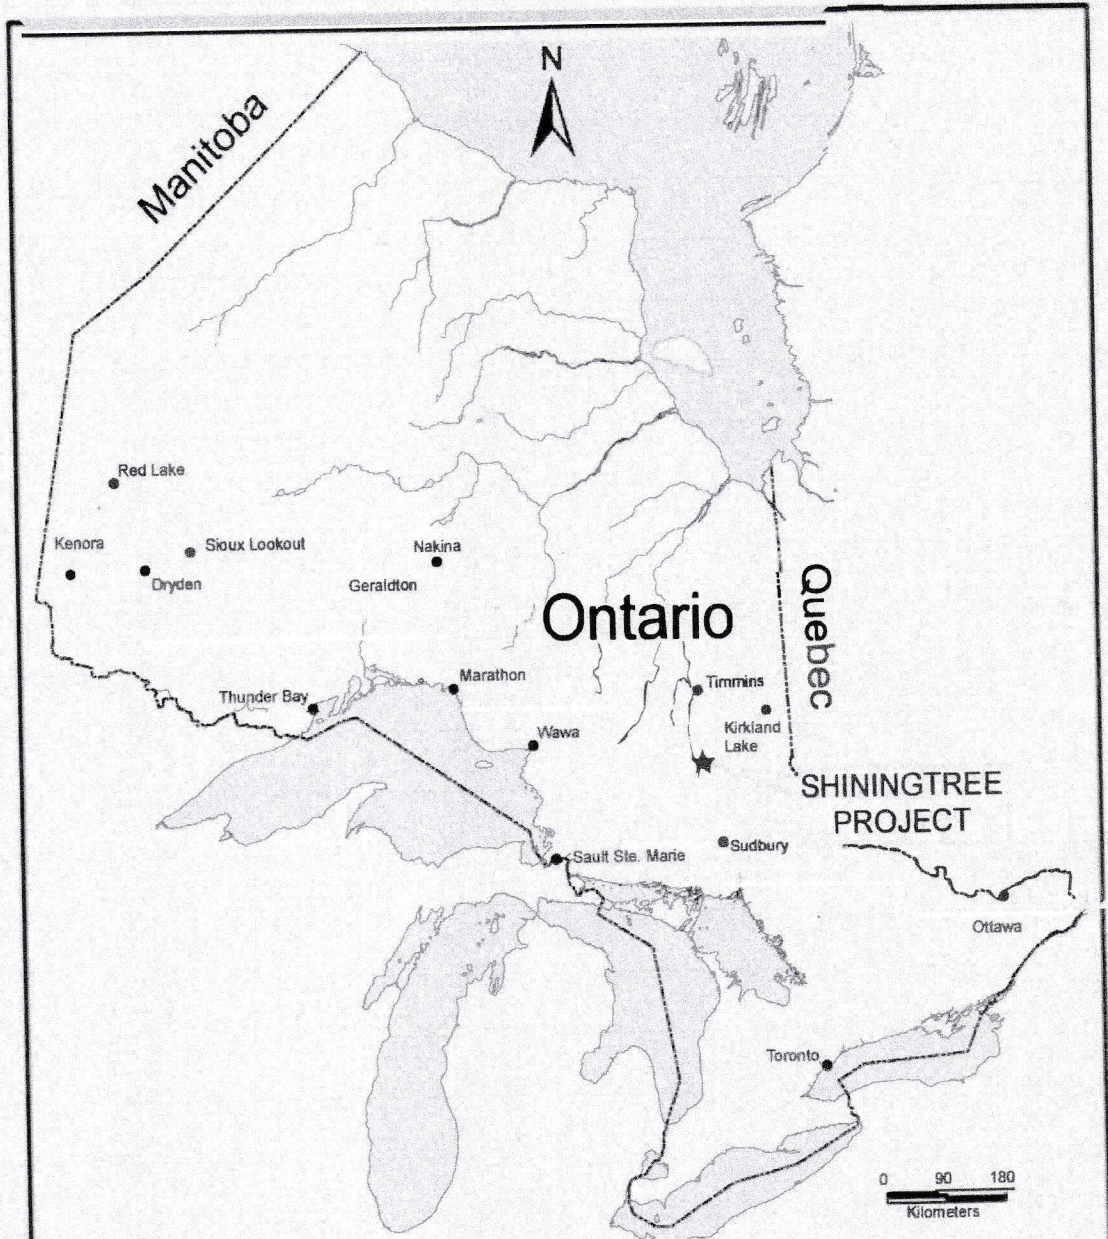 N
Manitoba
Red Lake
Kenora
Sioux Lookout
Dryden
Nakina
Geraldton
Ontario
Quebec
Marathon
Thunder Bay
Timmins
Kirkland
Lake
Wawa
SHININGTREE
PROJECT
Sudbury
Sault Ste. Marie
Ottawa
Toronto
0 90 180
Kilometers